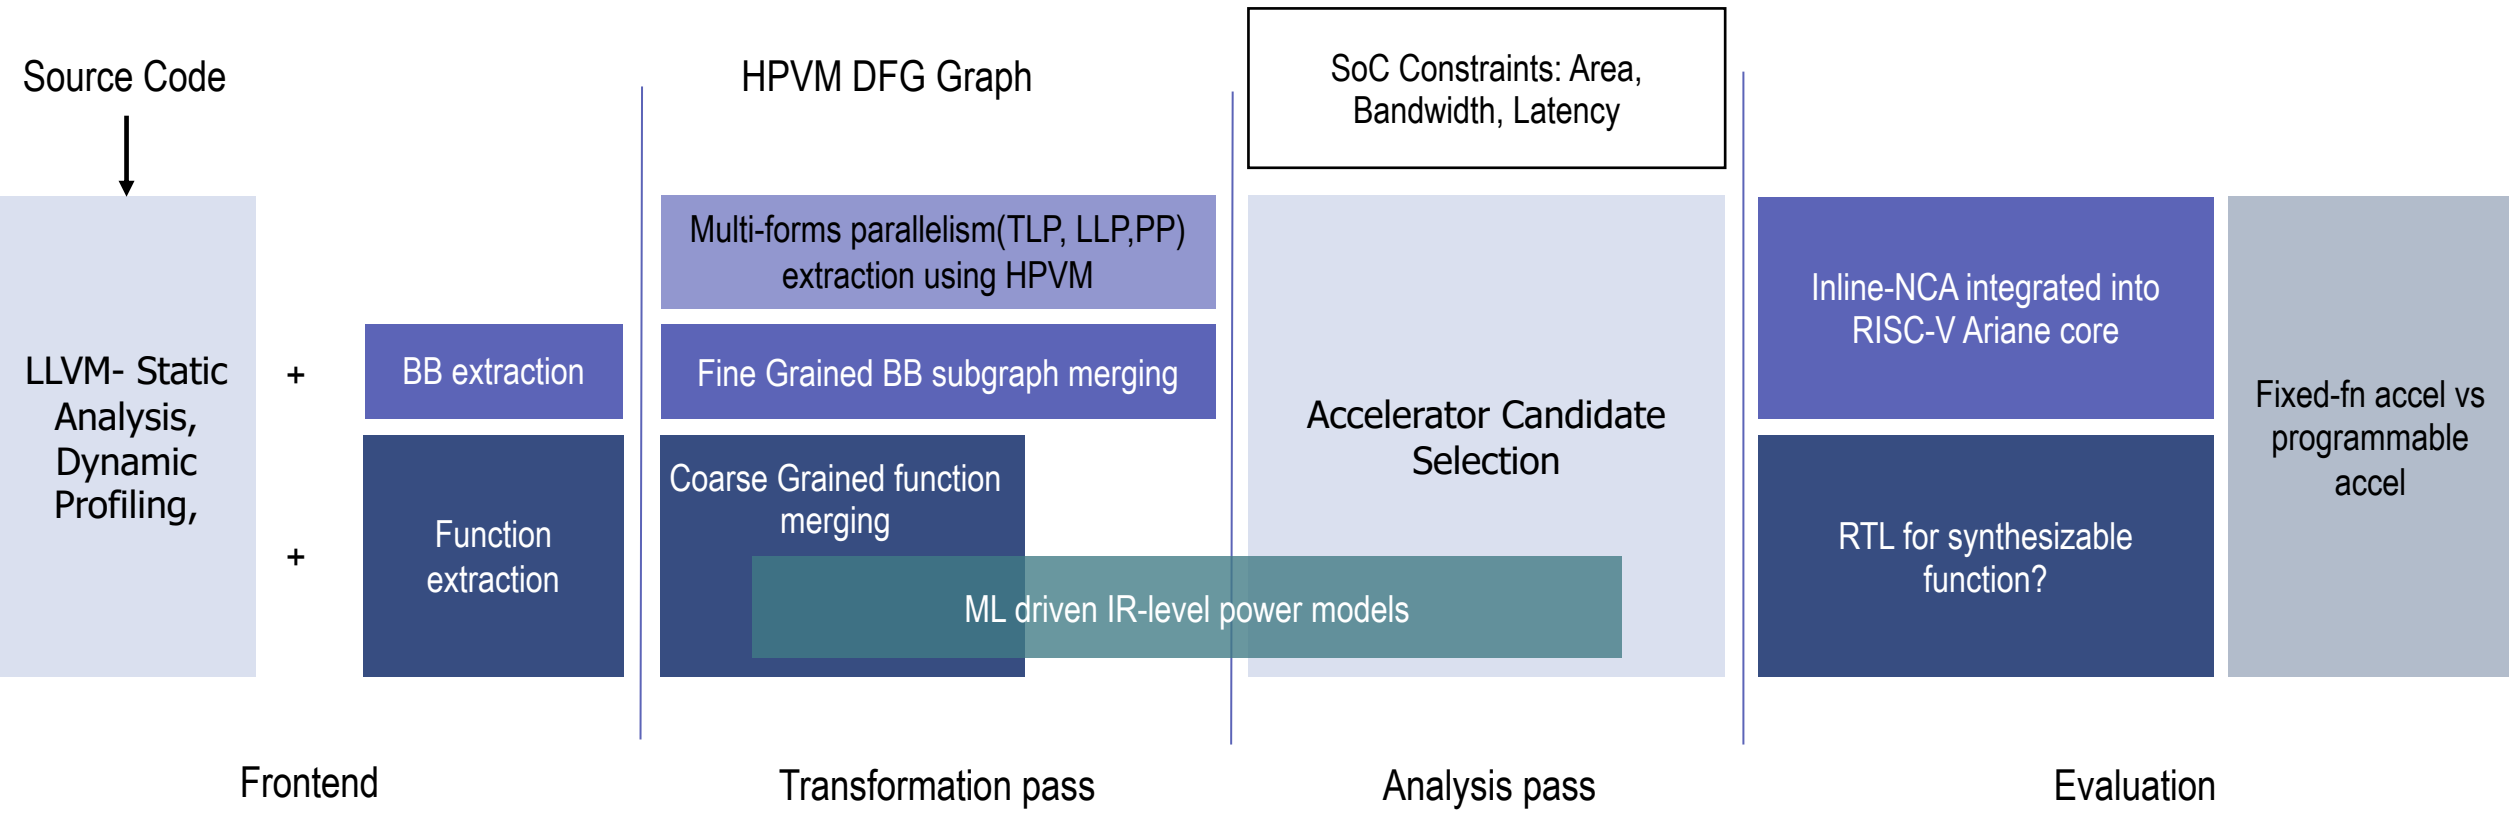 Source Code
HPVM DFG Graph
SoC Constraints: Area,
Bandwidth, Latency
LLVM- Static
Analysis,
Dynamic
Profiling,
+
BB extraction
+
Function
extraction
Multi-forms parallelism(TLP, LLP,PP)
extraction using HPVM
Fine Grained BB subgraph merging
Coarse Grained function
merging
ML driven IR-level power models
Accelerator Candidate
Selection
Inline-NCA integrated into
RISC-V Ariane core
RTL for synthesizable
function?
Fixed-fn accel vs
programmable
accel
Frontend
Transformation pass
Analysis pass
Evaluation